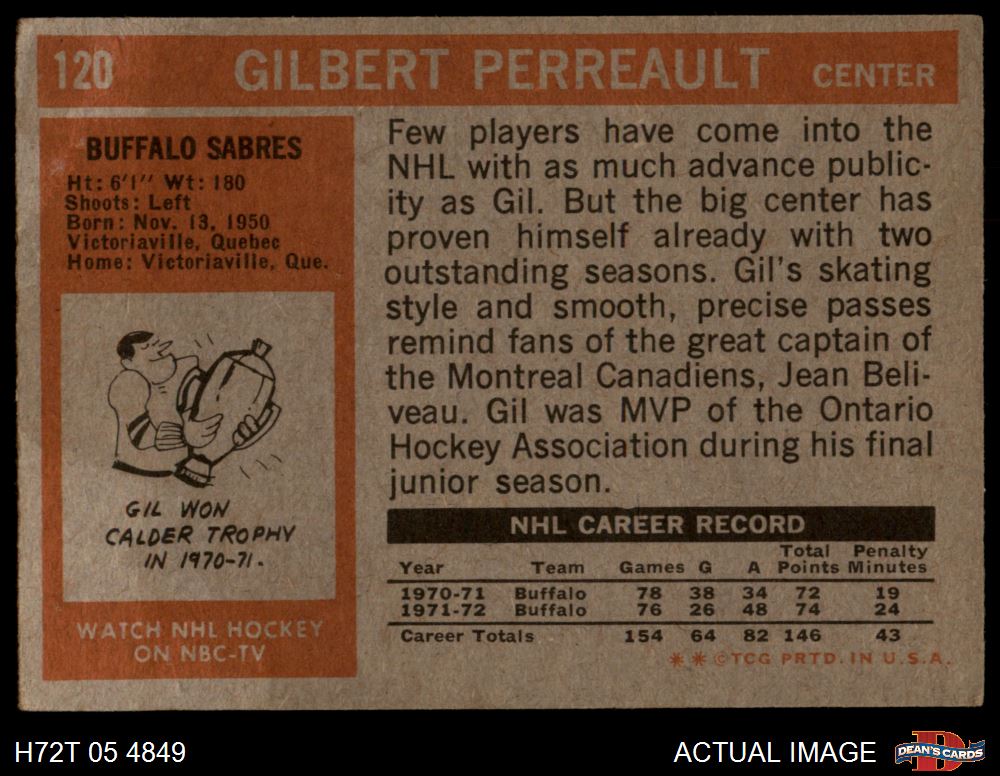 120 GILBERT PERREAULT CENTER
BUFFALO SABRES
Ht: 6'1" Wt: 180
Shoots: Left
Born: Nov. 13, 1950
Victoriaville, Quebec
Home: Victoriaville, Que.
GIL WON
CALDER TROPHY
IN 1970-71.
WATCH NHL HOCKEY
ON NBC-TV
Few players have come into the
NHL with as much advance public-
ity as Gil. But the big center has
proven himself already with two
outstanding seasons. Gil's skating
style and smooth, precise passes
remind fans of the great captain of
the Montreal Canadiens, Jean Beli-
veau. Gil was MVP of the Ontario
Hockey Association during his final
junior season.
NHL CAREER RECORD
Total Penalty
Year Team Games G A Points Minutes
1970-71 Buffalo 78 38 34 72 19
1971-72 Buffalo 76 26 48 74 24
Career Totals 154 64 82 146 43
* * ©TCG PRTD. IN U.S.A.
H72T 05 4849 ACTUAL IMAGE DEAN'S CARDS